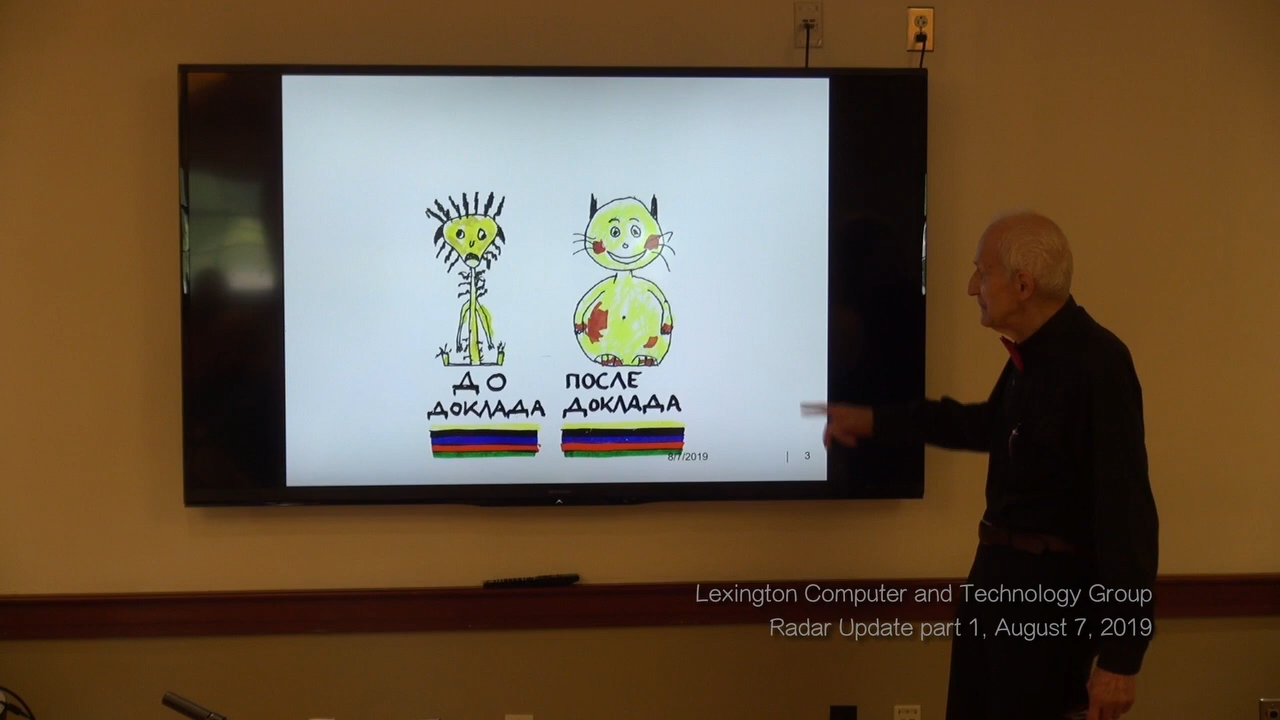 ДО
ДОКЛАДА
ПОСЛЕ
ДОКЛАДА
8/7/2019 | 3
Lexington Computer and Technology Group
Radar Update part 1, August 7, 2019